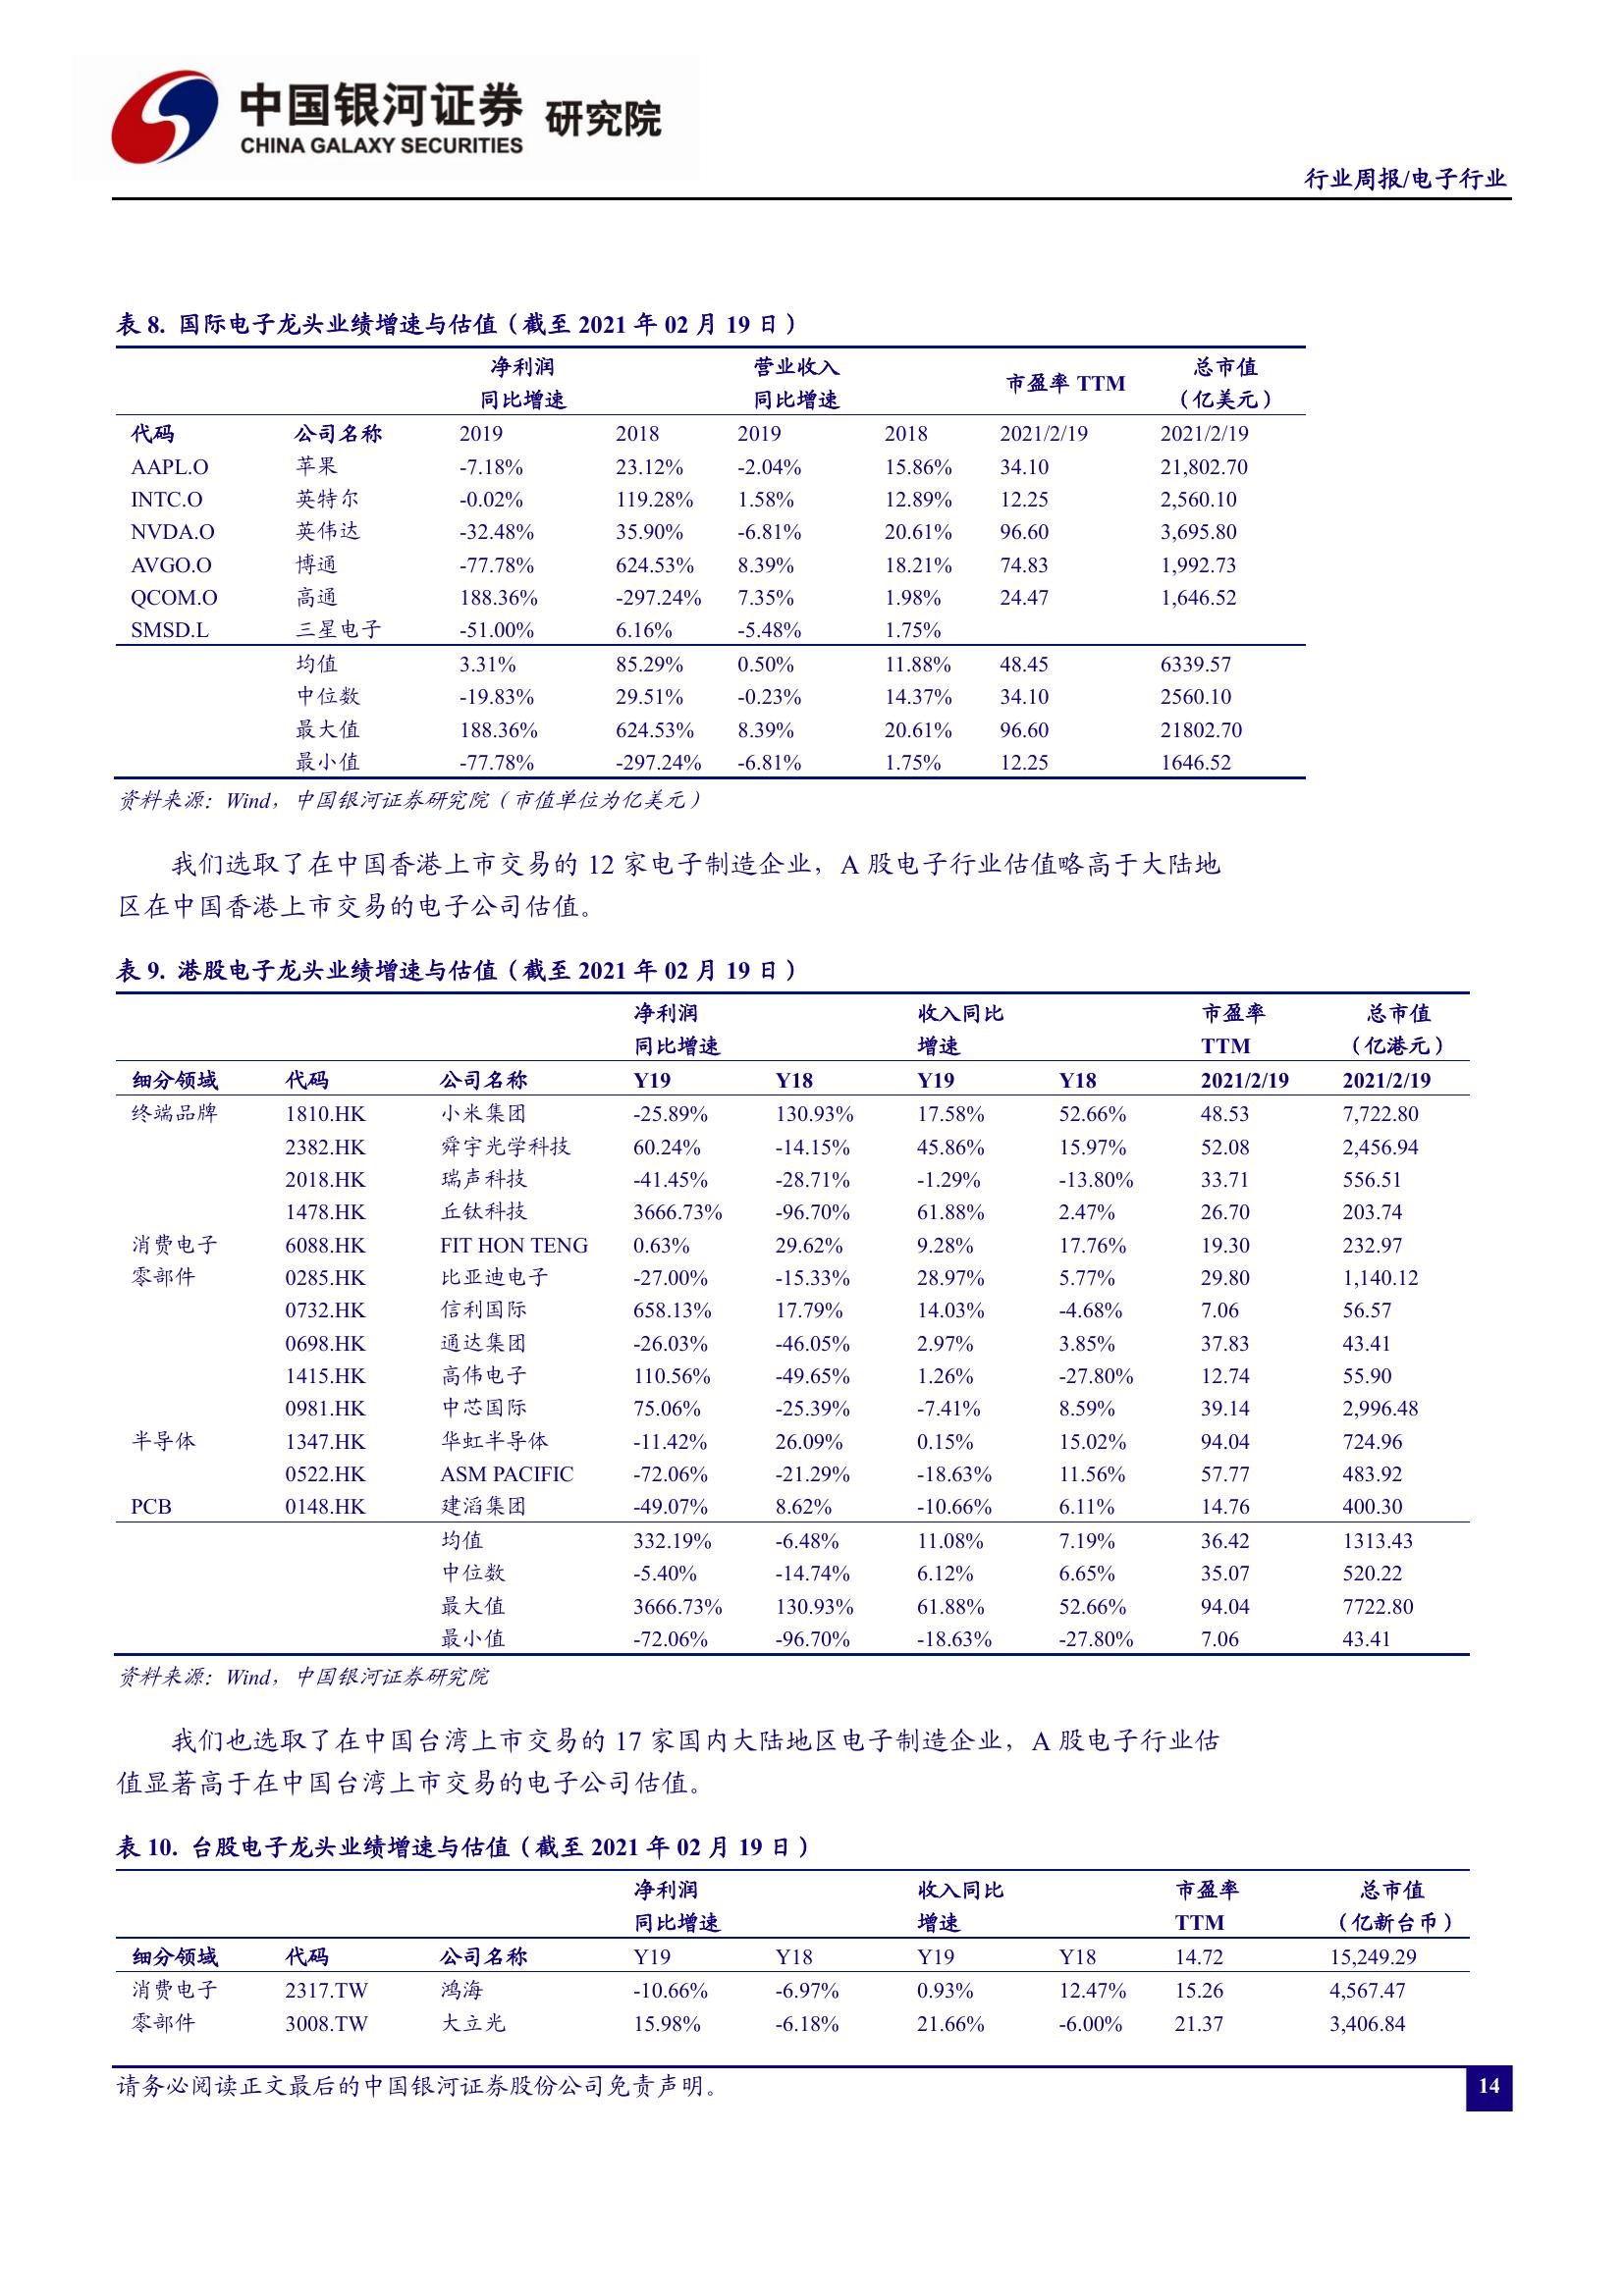 中国银河证券 研究院
CHINA GALAXY SECURITIES
行业周报/电子行业
表 8. 国际电子龙头业绩增速与估值（截至 2021 年 02 月 19 日）
净利润 营业收入 市盈率 TTM 总市值
同比增速 同比增速 （亿美元）
代码 公司名称 2019 2018 2019 2018 2021/2/19 2021/2/19
AAPL.O 苹果 -7.18% 23.12% -2.04% 15.86% 34.10 21,802.70
INTC.O 英特尔 -0.02% 119.28% 1.58% 12.89% 12.25 2,560.10
NVDA.O 英伟达 -32.48% 35.90% -6.81% 20.61% 96.60 3,695.80
AVGO.O 博通 -77.78% 624.53% 8.39% 18.21% 74.83 1,992.73
QCOM.O 高通 188.36% -297.24% 7.35% 1.98% 24.47 1,646.52
SMSD.L 三星电子 -51.00% 6.16% -5.48% 1.75%
均值 3.31% 85.29% 0.50% 11.88% 48.45 6339.57
中位数 -19.83% 29.51% -0.23% 14.37% 34.10 2560.10
最大值 188.36% 624.53% 8.39% 20.61% 96.60 21802.70
最小值 -77.78% -297.24% -6.81% 1.75% 12.25 1646.52
资料来源：Wind，中国银河证券研究院（市值单位为亿美元）
我们选取了在中国香港上市交易的 12 家电子制造企业，A 股电子行业估值略高于大陆地
区在中国香港上市交易的电子公司估值。
表 9. 港股电子龙头业绩增速与估值（截至 2021 年 02 月 19 日）
净利润 收入同比 市盈率 总市值
同比增速 增速 TTM （亿港元）
细分领域 代码 公司名称 Y19 Y18 Y19 Y18 2021/2/19 2021/2/19
终端品牌 1810.HK 小米集团 -25.89% 130.93% 17.58% 52.66% 48.53 7,722.80
2382.HK 舜宇光学科技 60.24% -14.15% 45.86% 15.97% 52.08 2,456.94
2018.HK 瑞声科技 -41.45% -28.71% -1.29% -13.80% 33.71 556.51
1478.HK 丘钛科技 3666.73% -96.70% 61.88% 2.47% 26.70 203.74
消费电子 6088.HK FIT HON TENG 0.63% 29.62% 9.28% 17.76% 19.30 232.97
零部件 0285.HK 比亚迪电子 -27.00% -15.33% 28.97% 5.77% 29.80 1,140.12
0732.HK 信利国际 658.13% 17.79% 14.03% -4.68% 7.06 56.57
0698.HK 通达集团 -26.03% -46.05% 2.97% 3.85% 37.83 43.41
1415.HK 高伟电子 110.56% -49.65% 1.26% -27.80% 12.74 55.90
0981.HK 中芯国际 75.06% -25.39% -7.41% 8.59% 39.14 2,996.48
半导体 1347.HK 华虹半导体 -11.42% 26.09% 0.15% 15.02% 94.04 724.96
0522.HK ASM PACIFIC -72.06% -21.29% -18.63% 11.56% 57.77 483.92
PCB 0148.HK 建滔集团 -49.07% 8.62% -10.66% 6.11% 14.76 400.30
均值 332.19% -6.48% 11.08% 7.19% 36.42 1313.43
中位数 -5.40% -14.74% 6.12% 6.65% 35.07 520.22
最大值 3666.73% 130.93% 61.88% 52.66% 94.04 7722.80
最小值 -72.06% -96.70% -18.63% -27.80% 7.06 43.41
资料来源：Wind，中国银河证券研究院
我们也选取了在中国台湾上市交易的 17 家国内大陆地区电子制造企业，A 股电子行业估
值显著高于在中国台湾上市交易的电子公司估值。
表 10. 台股电子龙头业绩增速与估值（截至 2021 年 02 月 19 日）
净利润 收入同比 市盈率 总市值
同比增速 增速 TTM （亿新台币）
细分领域 代码 公司名称 Y19 Y18 Y19 Y18 14.72 15,249.29
消费电子 2317.TW 鸿海 -10.66% -6.97% 0.93% 12.47% 15.26 4,567.47
零部件 3008.TW 大立光 15.98% -6.18% 21.66% -6.00% 21.37 3,406.84
请务必阅读正文最后的中国银河证券股份公司免责声明。
14